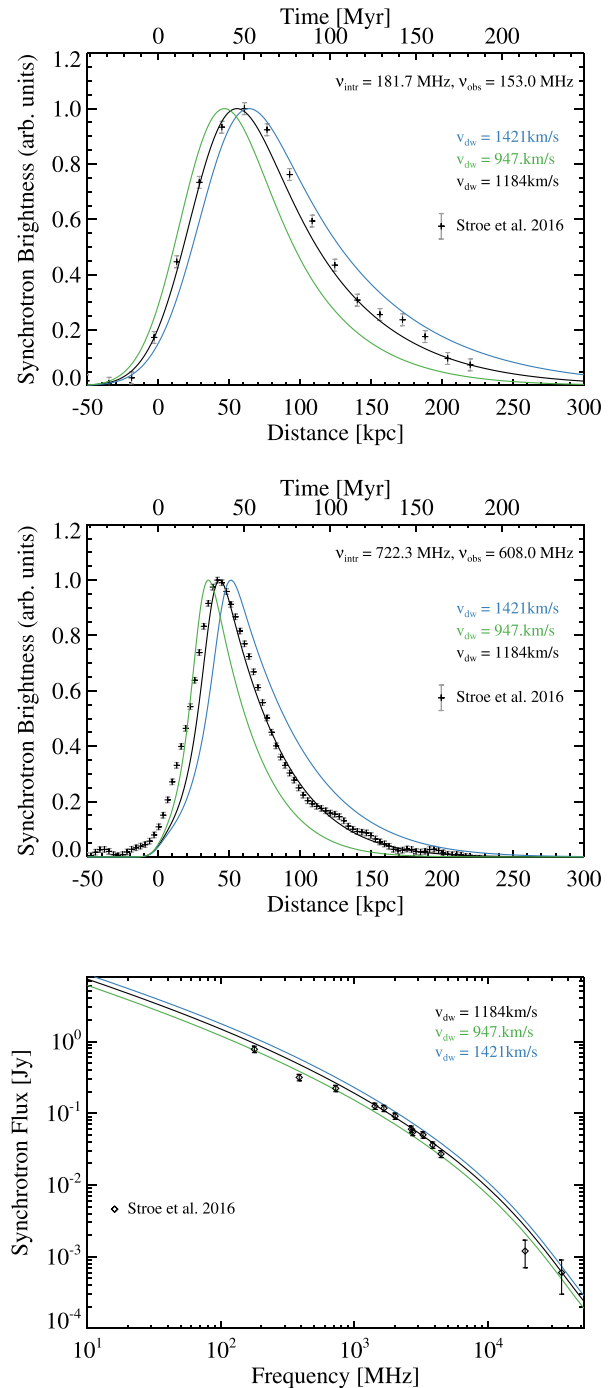 Time [Myr]
0 50 100 150 200
1.2
1.0
0.8
0.6
0.4
0.2
0.0
Synchrotron Brightness (arb. units)
ν_intr = 181.7 MHz, ν_obs = 153.0 MHz
v_dw = 1421km/s
v_dw = 947.km/s
v_dw = 1184km/s
Stroe et al. 2016
-50 0 50 100 150 200 250 300
Distance [kpc]
Time [Myr]
0 50 100 150 200
1.2
1.0
0.8
0.6
0.4
0.2
0.0
Synchrotron Brightness (arb. units)
ν_intr = 722.3 MHz, ν_obs = 608.0 MHz
v_dw = 1421km/s
v_dw = 947.km/s
v_dw = 1184km/s
Stroe et al. 2016
-50 0 50 100 150 200 250 300
Distance [kpc]
10^0
10^-1
10^-2
10^-3
10^-4
Synchrotron Flux [Jy]
v_dw = 1184km/s
v_dw = 947.km/s
v_dw = 1421km/s
Stroe et al. 2016
10^1 10^2 10^3 10^4
Frequency [MHz]